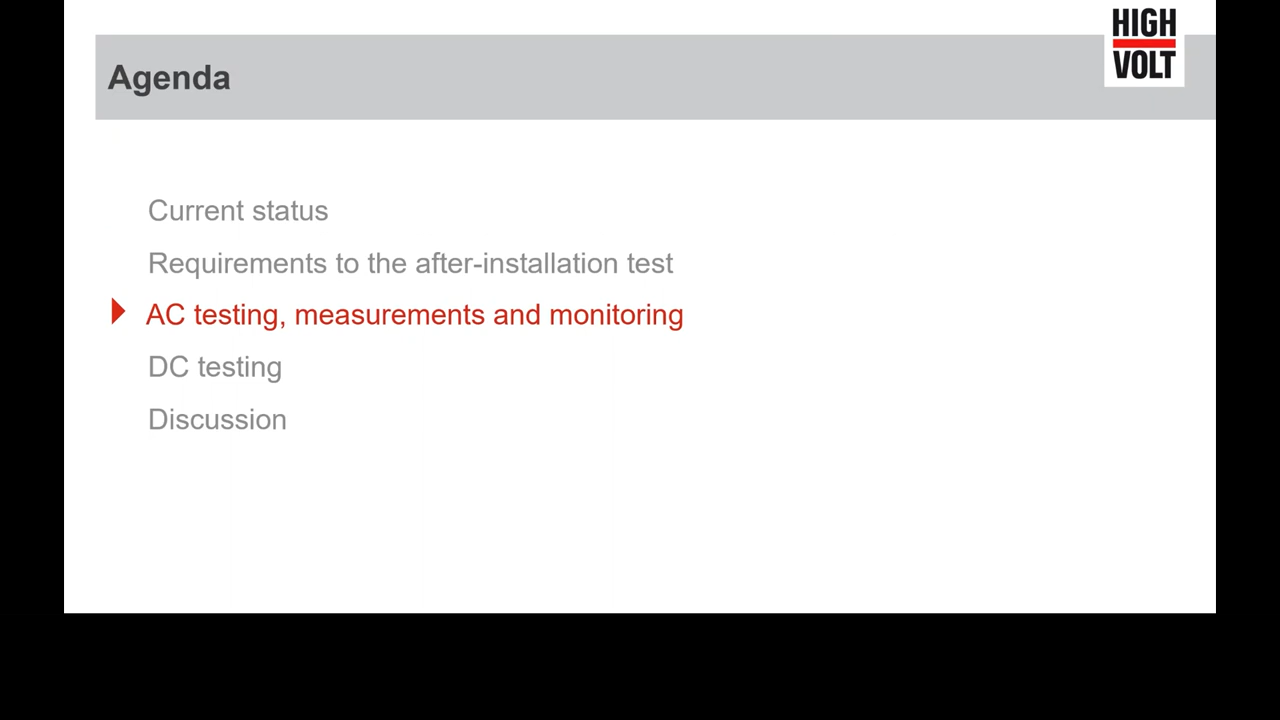 HIGH
VOLT
Agenda
Current status
Requirements to the after-installation test
AC testing, measurements and monitoring
DC testing
Discussion